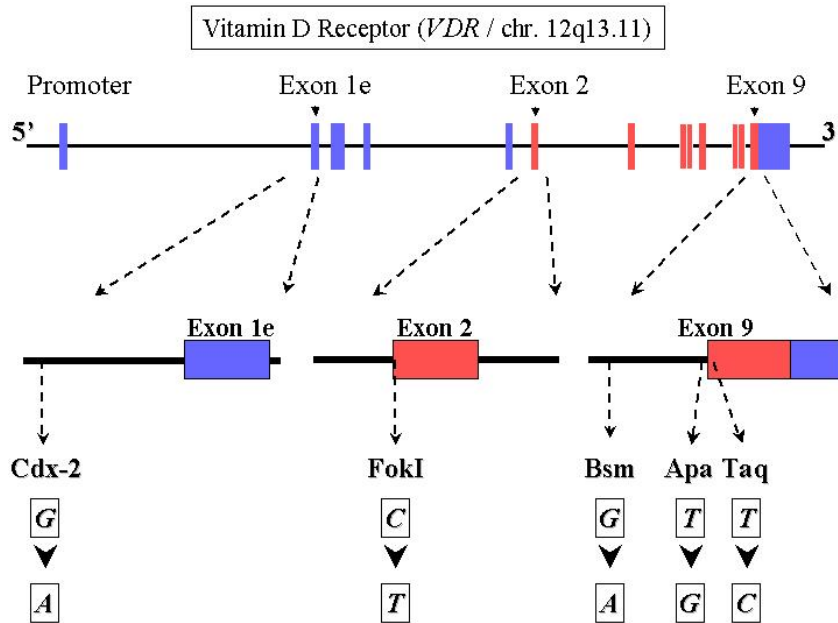 Vitamin D Receptor (VDR / chr. 12q13.11)
Promoter Exon 1e Exon 2 Exon 9
5’ 3
Exon 1e Exon 2 Exon 9
Cdx-2 FokI Bsm Apa Taq
G C G T T
A T A G C